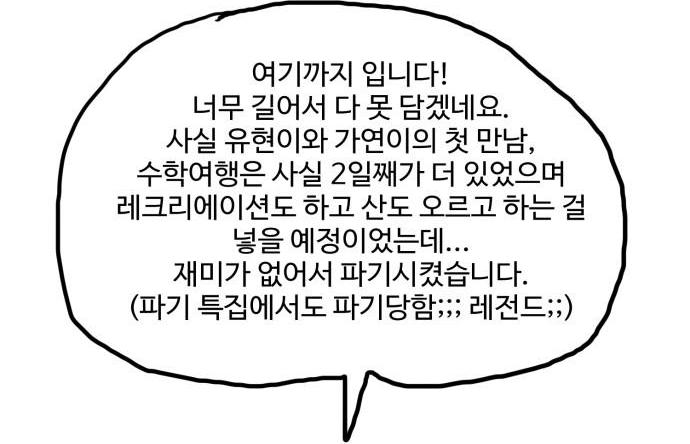 여기까지 입니다!
너무 길어서 다 못 담겠네요.
사실 유현이와 가연이의 첫 만남,
수학여행은 사실 2일째가 더 있었으며
레크리에이션도 하고 산도 오르고 하는 걸
넣을 예정이었는데...
재미가 없어서 파기시켰습니다.
(파기 특집에서도 파기당함;;; 레전드;;)